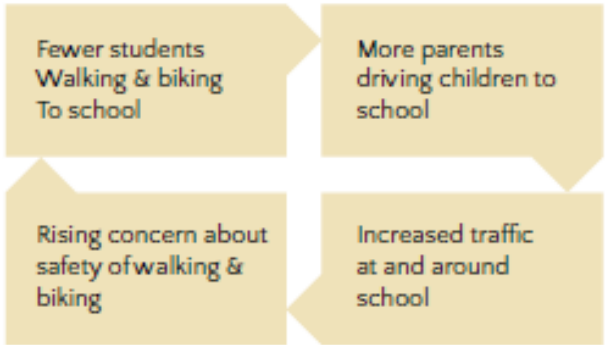 Fewer students
Walking & biking
To school
More parents
driving children to
school
Rising concern about
safety of walking &
biking
Increased traffic
at and around
school